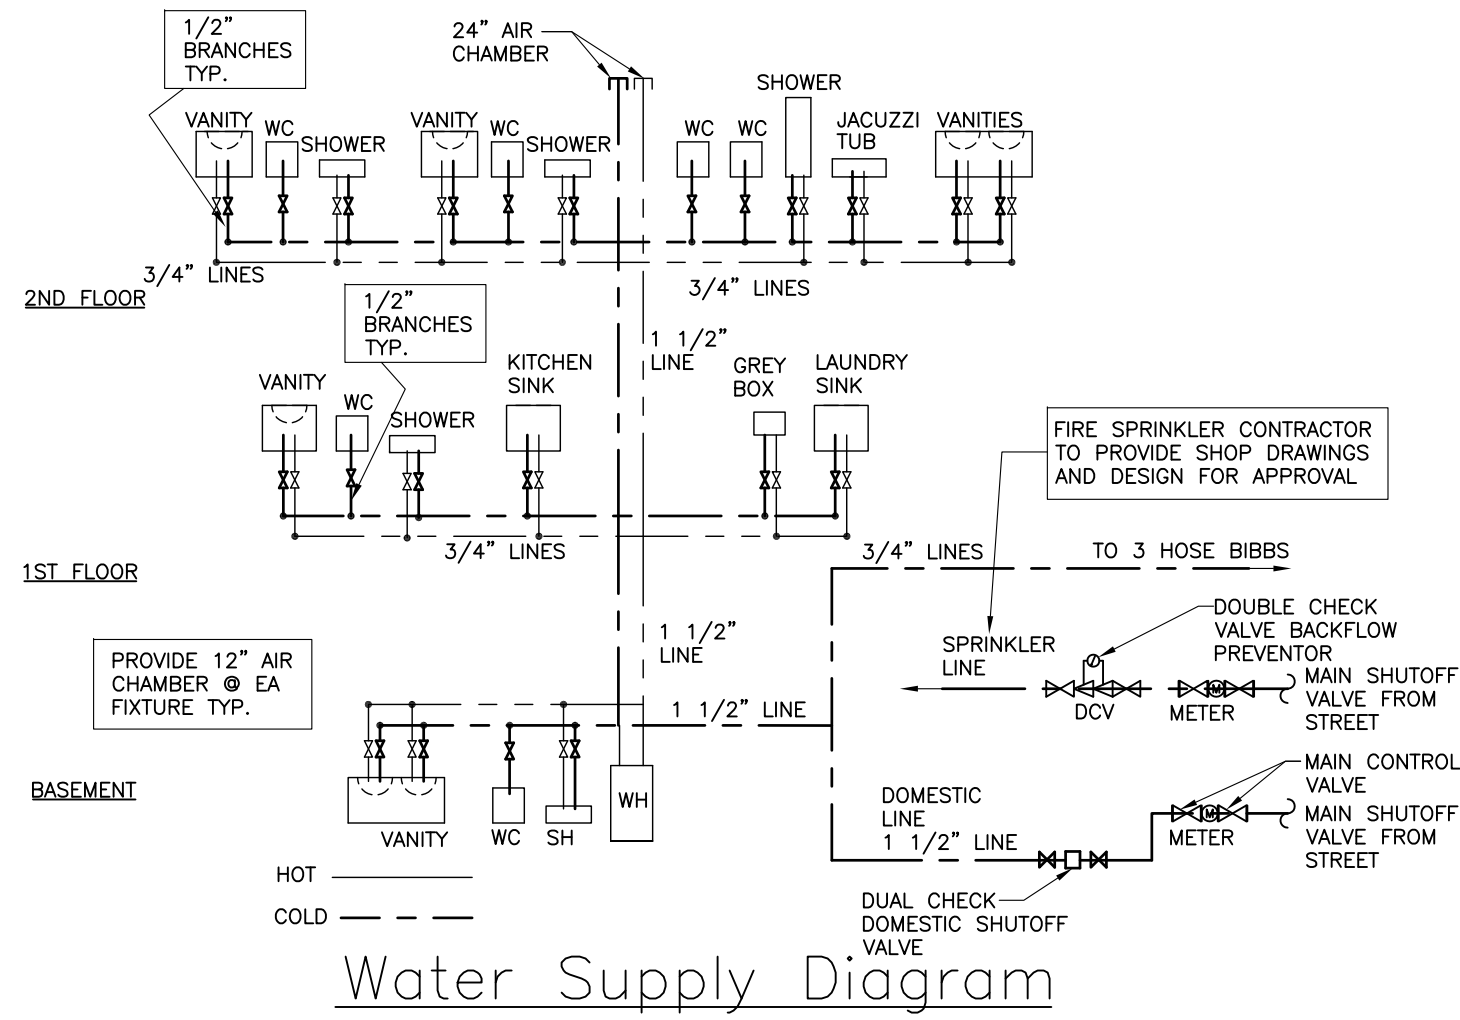 1/2"
BRANCHES
TYP.
24" AIR
CHAMBER
VANITY
WC
SHOWER
VANITY
WC
SHOWER
WC
WC
SHOWER
JACUZZI
TUB
VANITIES
3/4" LINES
3/4" LINES
2ND FLOOR
1/2"
BRANCHES
TYP.
1 1/2"
LINE
VANITY
WC
SHOWER
KITCHEN
SINK
GREY
BOX
LAUNDRY
SINK
FIRE SPRINKLER CONTRACTOR
TO PROVIDE SHOP DRAWINGS
AND DESIGN FOR APPROVAL
3/4" LINES
3/4" LINES
TO 3 HOSE BIBBS
1ST FLOOR
DOUBLE CHECK
VALVE BACKFLOW
PREVENTOR
1 1/2"
LINE
SPRINKLER
LINE
PROVIDE 12" AIR
CHAMBER @ EA
FIXTURE TYP.
M
DCV
METER
MAIN SHUTOFF
VALVE FROM
STREET
1 1/2" LINE
BASEMENT
VANITY
WC
SH
WH
DOMESTIC
LINE
1 1/2" LINE
MAIN CONTROL
VALVE
M
METER
MAIN SHUTOFF
VALVE FROM
STREET
HOT
COLD
DUAL CHECK
DOMESTIC SHUTOFF
VALVE
Water Supply Diagram